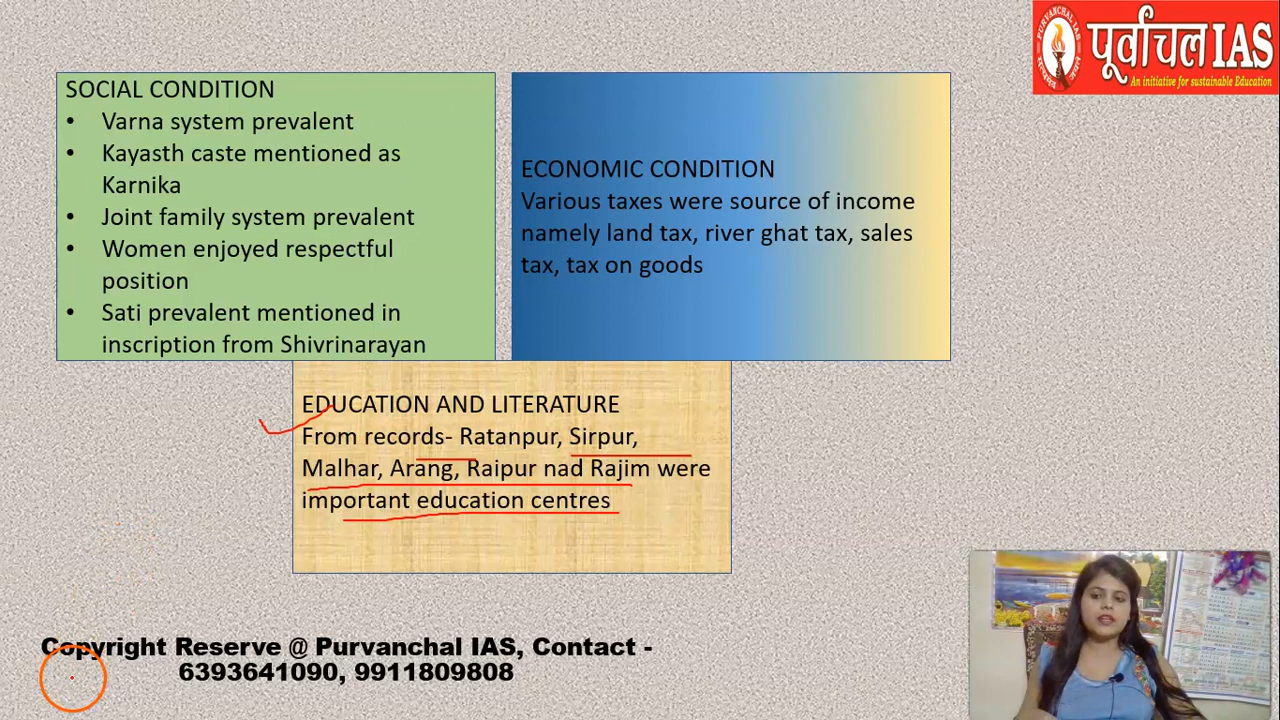 PURVANCHAL IAS
पूर्वांचल IAS
An initiative for sustainable Education
SOCIAL CONDITION
• Varna system prevalent
• Kayasth caste mentioned as
Karnika
• Joint family system prevalent
• Women enjoyed respectful
position
• Sati prevalent mentioned in
inscription from Shivrinarayan
ECONOMIC CONDITION
Various taxes were source of income
namely land tax, river ghat tax, sales
tax, tax on goods
EDUCATION AND LITERATURE
From records- Ratanpur, Sirpur,
Malhar, Arang, Raipur nad Rajim were
important education centres
Copyright Reserve @ Purvanchal IAS, Contact -
6393641090, 9911809808